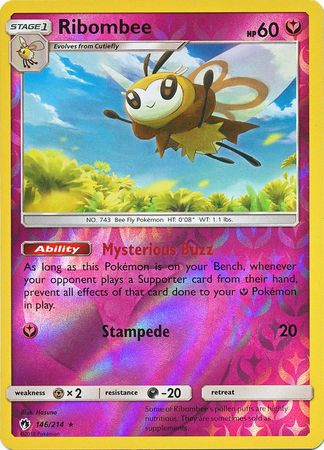 STAGE1
Ribombee
HP60
Evolves from Cutiefly
NO. 743 Bee Fly Pokémon HT: 0'08" WT: 1.1 lbs.
Ability Mysterious Buzz
As long as this Pokémon is on your Bench, whenever
your opponent plays a Supporter card from their hand,
prevent all effects of that card done to your Pokémon
in play.
Stampede 20
weakness ×2 resistance -20 retreat
Illus. Hasuno
146/214 ★
©2018 Pokémon
Some of Ribombee's pollen puffs are highly
nutritious. They are sometimes sold as
supplements.